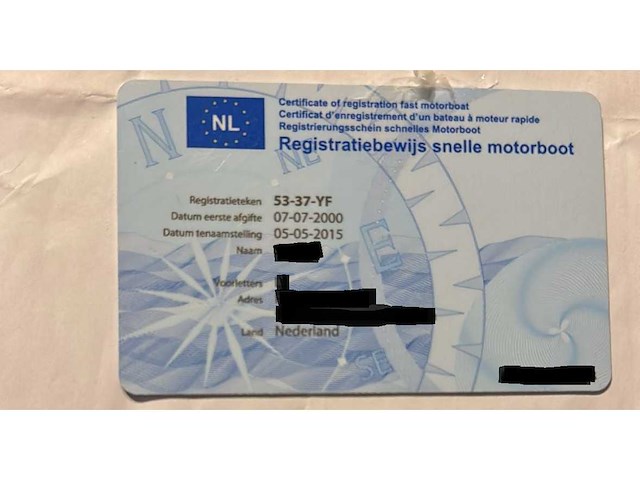 NL
Certificate of registration fast motorboat
Certificat d'enregistrement d'un bateau à moteur rapide
Registrierungsschein schnelles Motorboot
Registratiebewijs snelle motorboot
N
NE
Registratieteken 53-37-YF
Datum eerste afgifte 07-07-2000
Datum tenaamstelling 05-05-2015
Naam
E
Voorletters
Adres
Land Nederland
SE